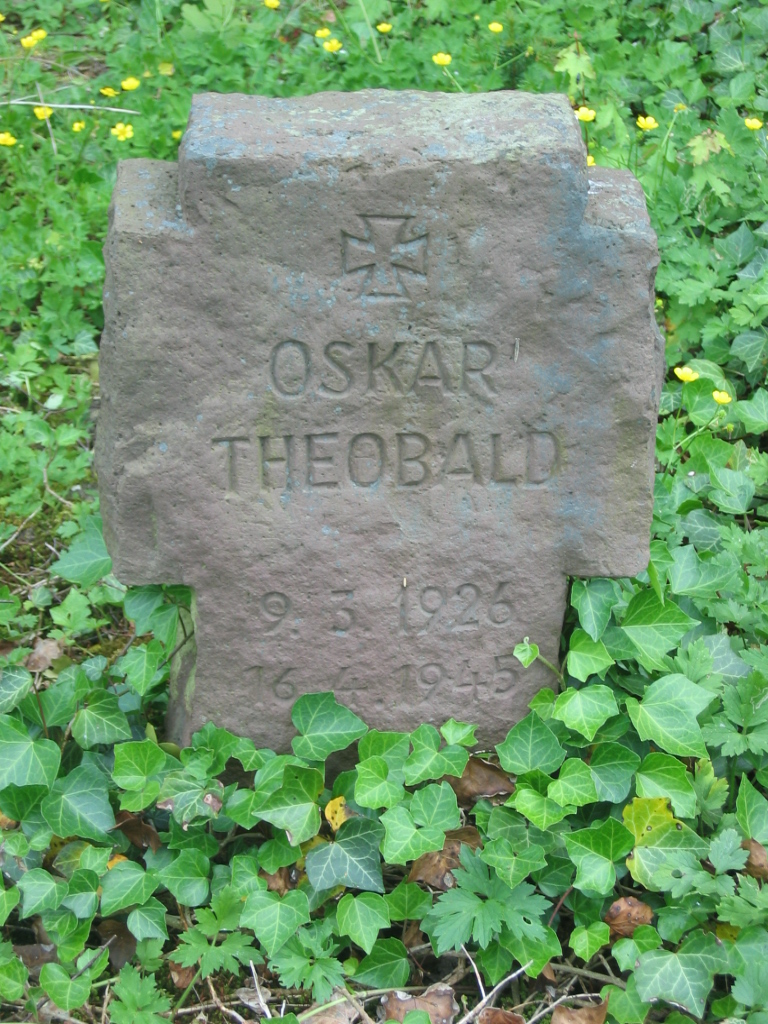 OSKAR
THEOBALD
9. 3. 1926
16. 4. 1945